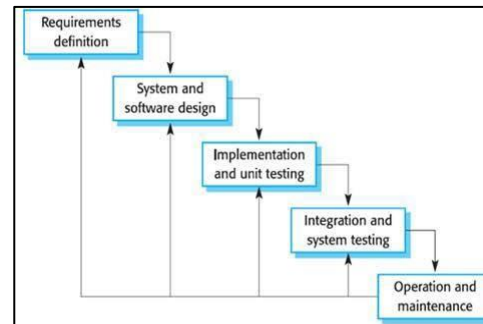 Requirements
definition
System and
software design
Implementation
and unit testing
Integration and
system testing
Operation and
maintenance